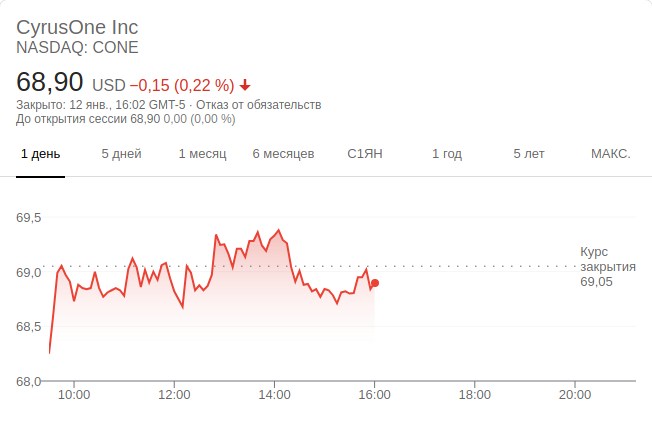 CyrusOne Inc
NASDAQ: CONE
68,90 USD −0,15 (0,22 %)
Закрыто: 12 янв., 16:02 GMT-5 · Отказ от обязательств
До открытия сессии 68,90 0,00 (0,00 %)
1 день 5 дней 1 месяц 6 месяцев С1ЯН 1 год 5 лет МАКС.
69,5
Курс
закрытия
69,05
69,0
68,5
68,0
10:00 12:00 14:00 16:00 18:00 20:00